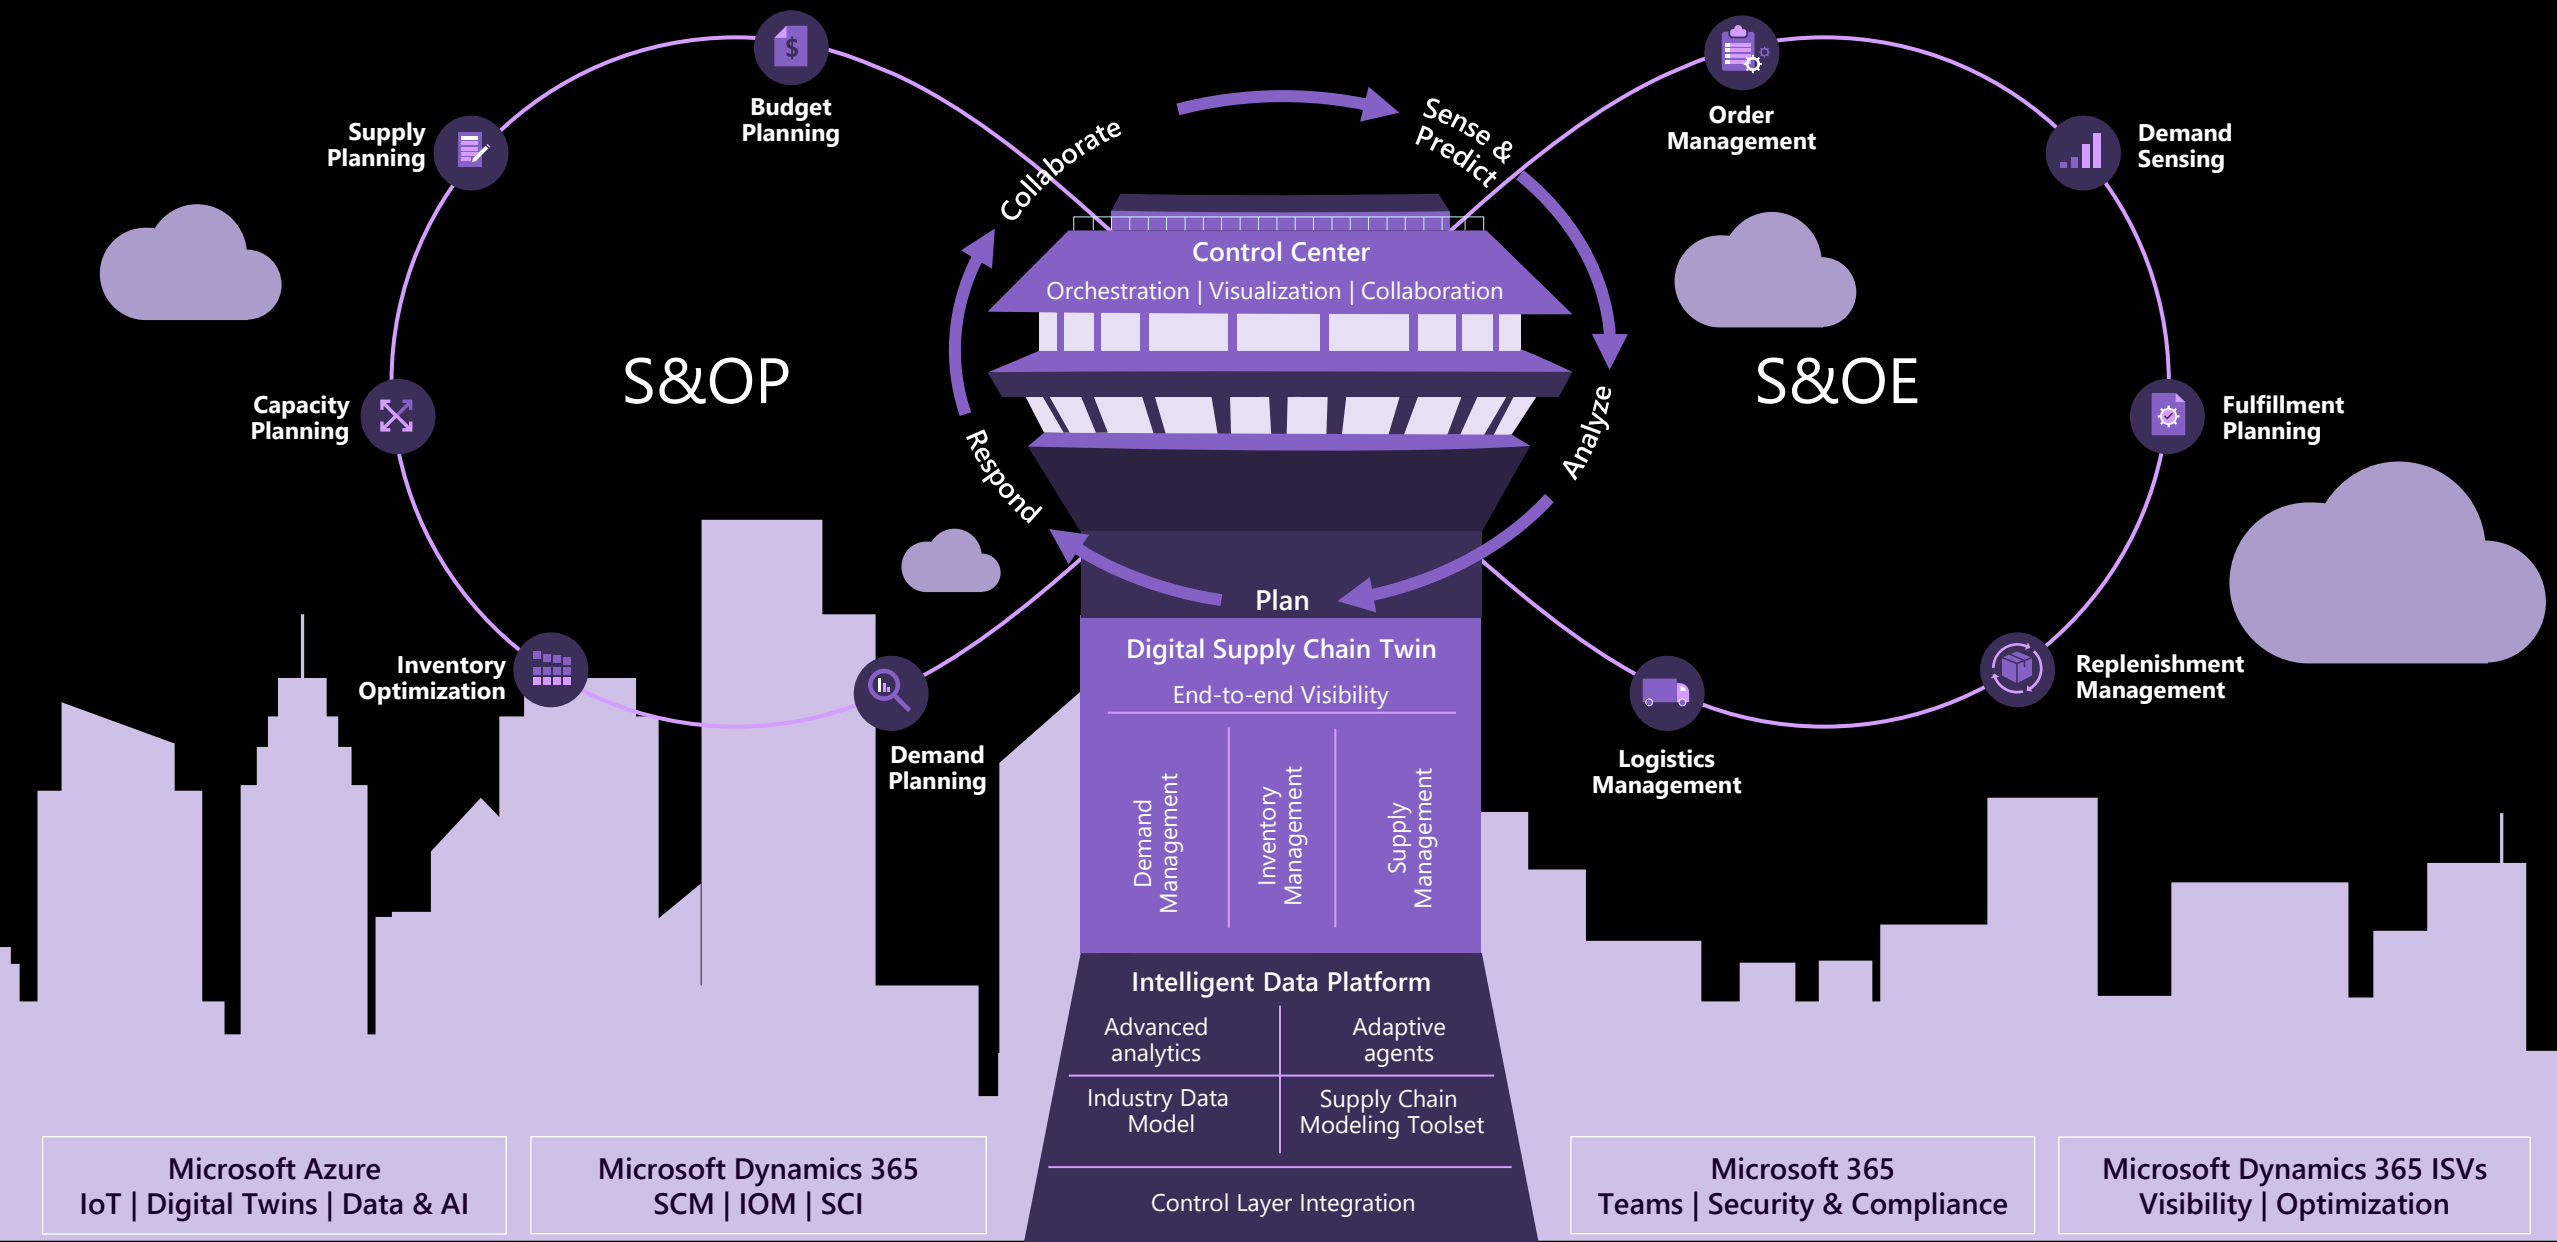 Budget
Planning
Supply
Planning
Capacity
Planning
Inventory
Optimization
Demand
Planning
S&OP
Collaborate
Sense &
Predict
Analyze
Plan
Respond
Control Center
Orchestration | Visualization | Collaboration
Order
Management
Demand
Sensing
Fulfillment
Planning
Replenishment
Management
Logistics
Management
S&OE
Digital Supply Chain Twin
End-to-end Visibility
Demand
Management
Inventory
Management
Supply
Management
Intelligent Data Platform
Advanced
analytics
Adaptive
agents
Industry Data
Model
Supply Chain
Modeling Toolset
Control Layer Integration
Microsoft Azure
IoT | Digital Twins | Data & AI
Microsoft Dynamics 365
SCM | IOM | SCI
Microsoft 365
Teams | Security & Compliance
Microsoft Dynamics 365 ISVs
Visibility | Optimization
$